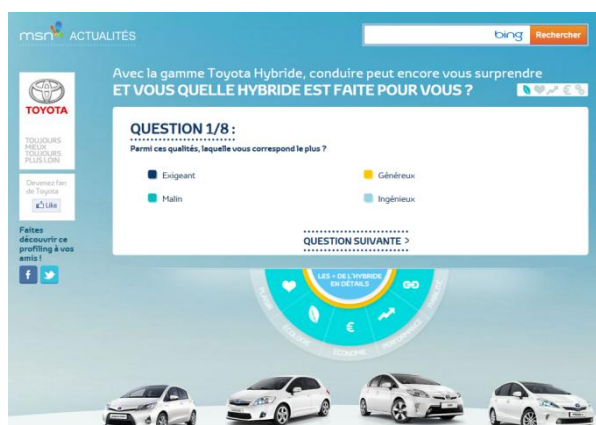 msn ACTUALITÉS
bing
Rechercher
Avec la gamme Toyota Hybride, conduire peut encore vous surprendre
ET VOUS QUELLE HYBRIDE EST FAITE POUR VOUS ?
TOYOTA
TOUJOURS
MIEUX
TOUJOURS
PLUS LOIN
Devenez fan
de Toyota
Like
Faites
découvrir ce
profiling à vos
amis !
QUESTION 1/8 :
Parmi ces qualités, laquelle vous correspond le plus ?
Exigeant
Généreux
Malin
Ingénieux
QUESTION SUIVANTE >
LES + DE L'HYBRIDE
EN DÉTAILS
PLAISIR
ÉCOLOGIE
ÉCONOMIE
PERFORMANCE
FIABILITÉ